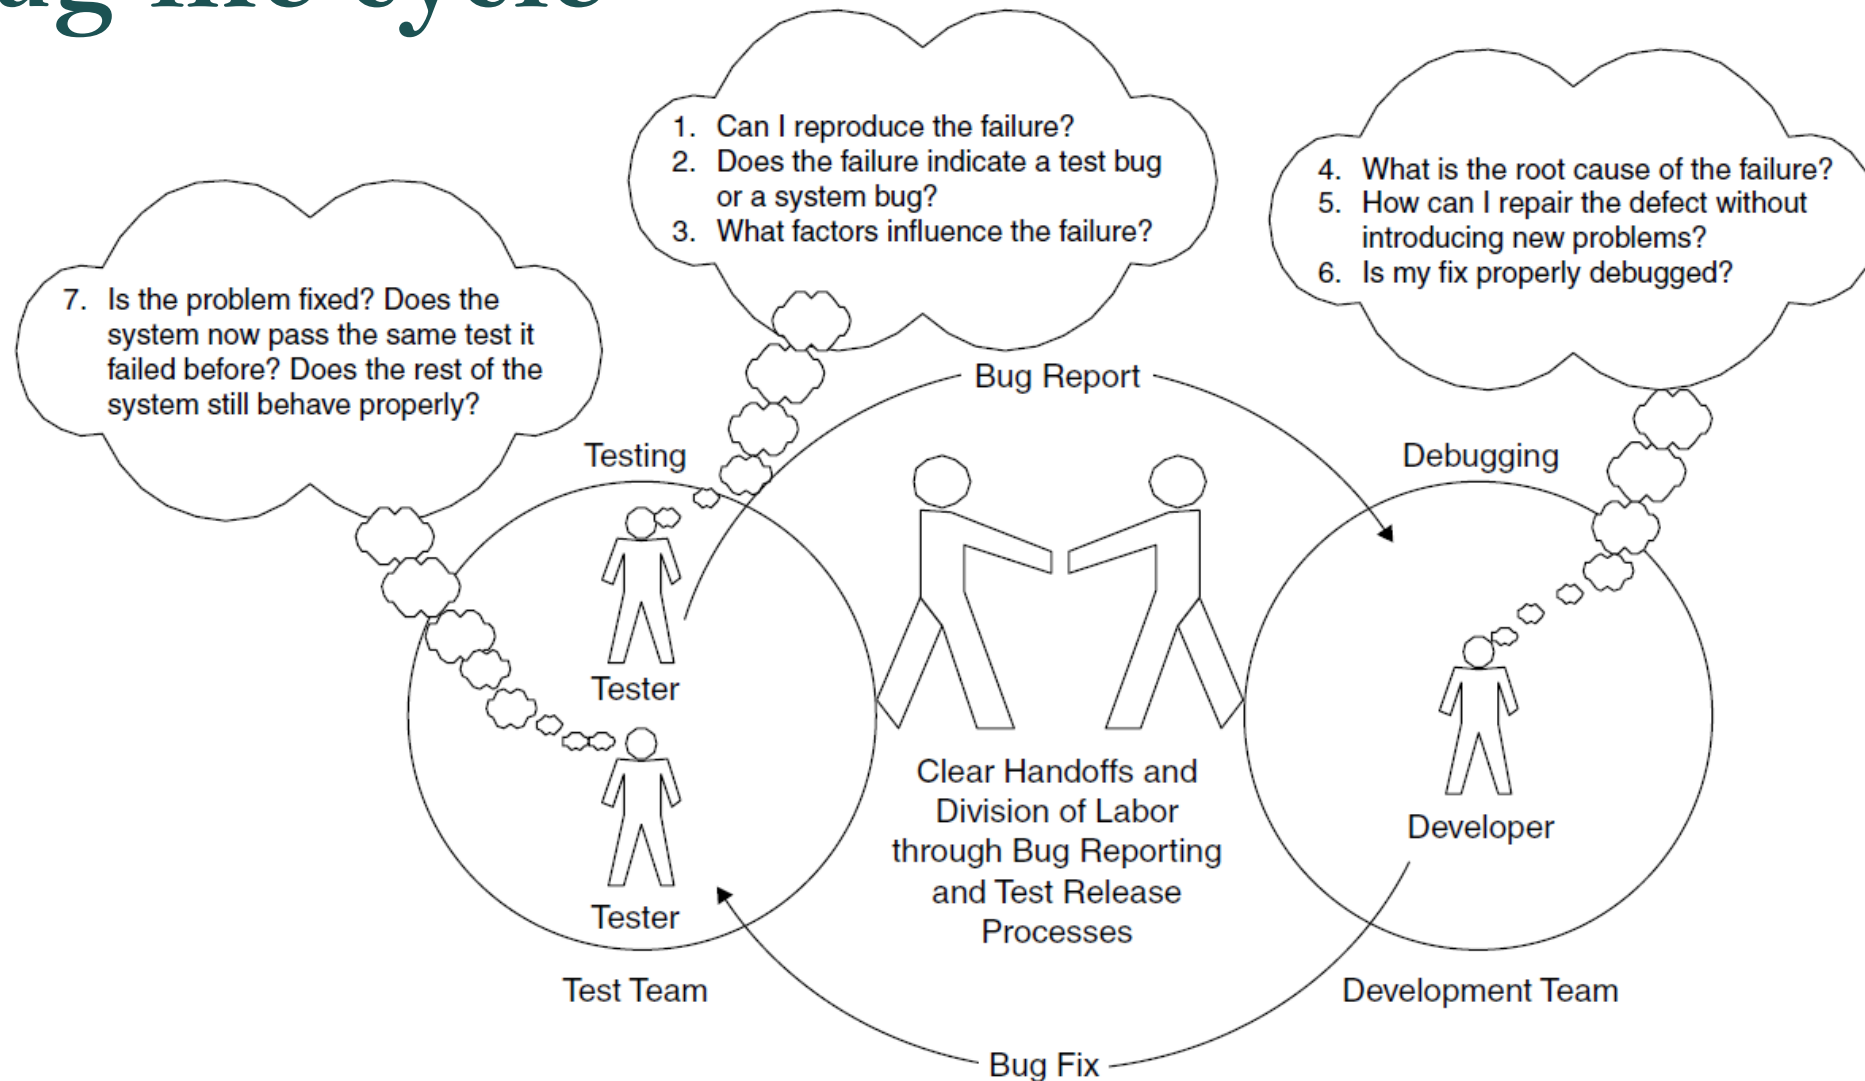 ug life cycle
1. Can I reproduce the failure?
2. Does the failure indicate a test bug
or a system bug?
3. What factors influence the failure?
4. What is the root cause of the failure?
5. How can I repair the defect without
introducing new problems?
6. Is my fix properly debugged?
7. Is the problem fixed? Does the
system now pass the same test it
failed before? Does the rest of the
system still behave properly?
Bug Report
Testing
Debugging
Tester
Tester
Clear Handoffs and
Division of Labor
through Bug Reporting
and Test Release
Processes
Developer
Test Team
Development Team
Bug Fix